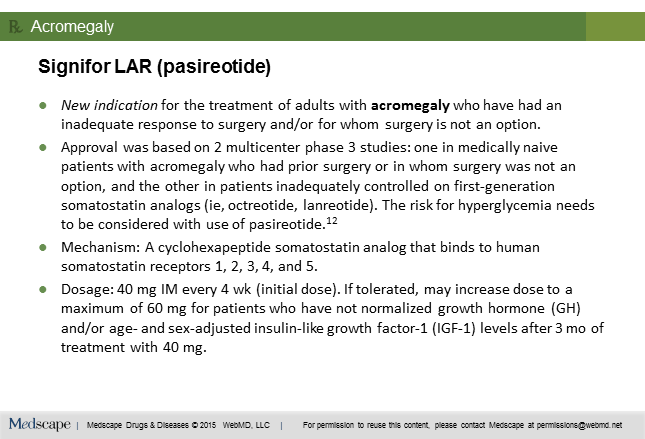 ℞ Acromegaly
Signifor LAR (pasireotide)
● New indication for the treatment of adults with acromegaly who have had an
inadequate response to surgery and/or for whom surgery is not an option.
● Approval was based on 2 multicenter phase 3 studies: one in medically naive
patients with acromegaly who had prior surgery or in whom surgery was not an
option, and the other in patients inadequately controlled on first-generation
somatostatin analogs (ie, octreotide, lanreotide). The risk for hyperglycemia needs
to be considered with use of pasireotide.¹²
● Mechanism: A cyclohexapeptide somatostatin analog that binds to human
somatostatin receptors 1, 2, 3, 4, and 5.
● Dosage: 40 mg IM every 4 wk (initial dose). If tolerated, may increase dose to a
maximum of 60 mg for patients who have not normalized growth hormone (GH)
and/or age- and sex-adjusted insulin-like growth factor-1 (IGF-1) levels after 3 mo of
treatment with 40 mg.
Medscape | Medscape Drugs & Diseases © 2015 WebMD, LLC | For permission to reuse this content, please contact Medscape at permissions@webmd.net